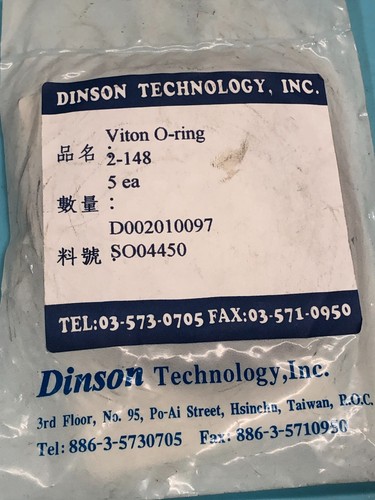 DINSON TECHNOLOGY, INC.
Viton O-ring
品名：2-148
5 ea
數量：
D002010097
料號：SO04450
TEL:03-573-0705 FAX:03-571-0950
Dinson Technology,Inc.
3rd Floor, No. 95, Po-Ai Street, Hsinchu, Taiwan, R.O.C.
Tel: 886-3-5730705 Fax: 886-3-5710950